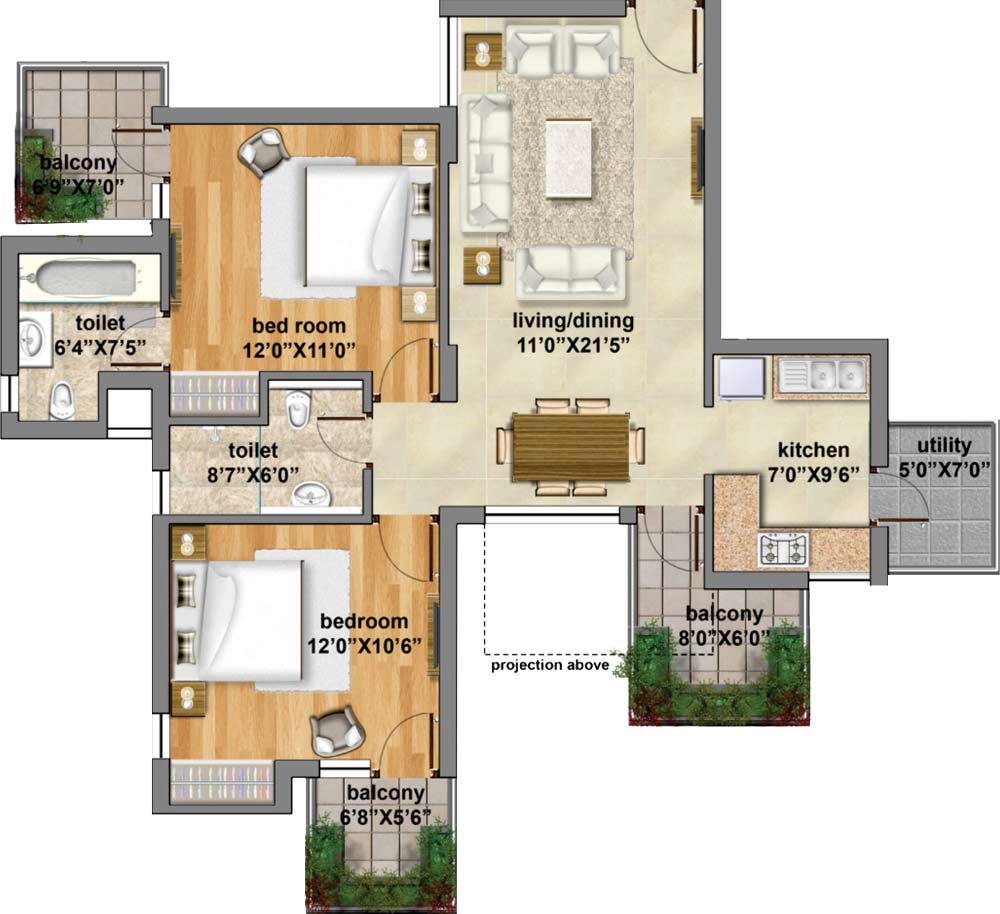 balcony
6’9”X7’0”
toilet
6’4”X7’5”
bed room
12’0”X11’0”
living/dining
11’0”X21’5”
toilet
8’7”X6’0”
kitchen
7’0”X9’6”
utility
5’0”X7’0”
bedroom
12’0”X10’6”
projection above
balcony
8’0”X6’0”
balcony
6’8”X5’6”